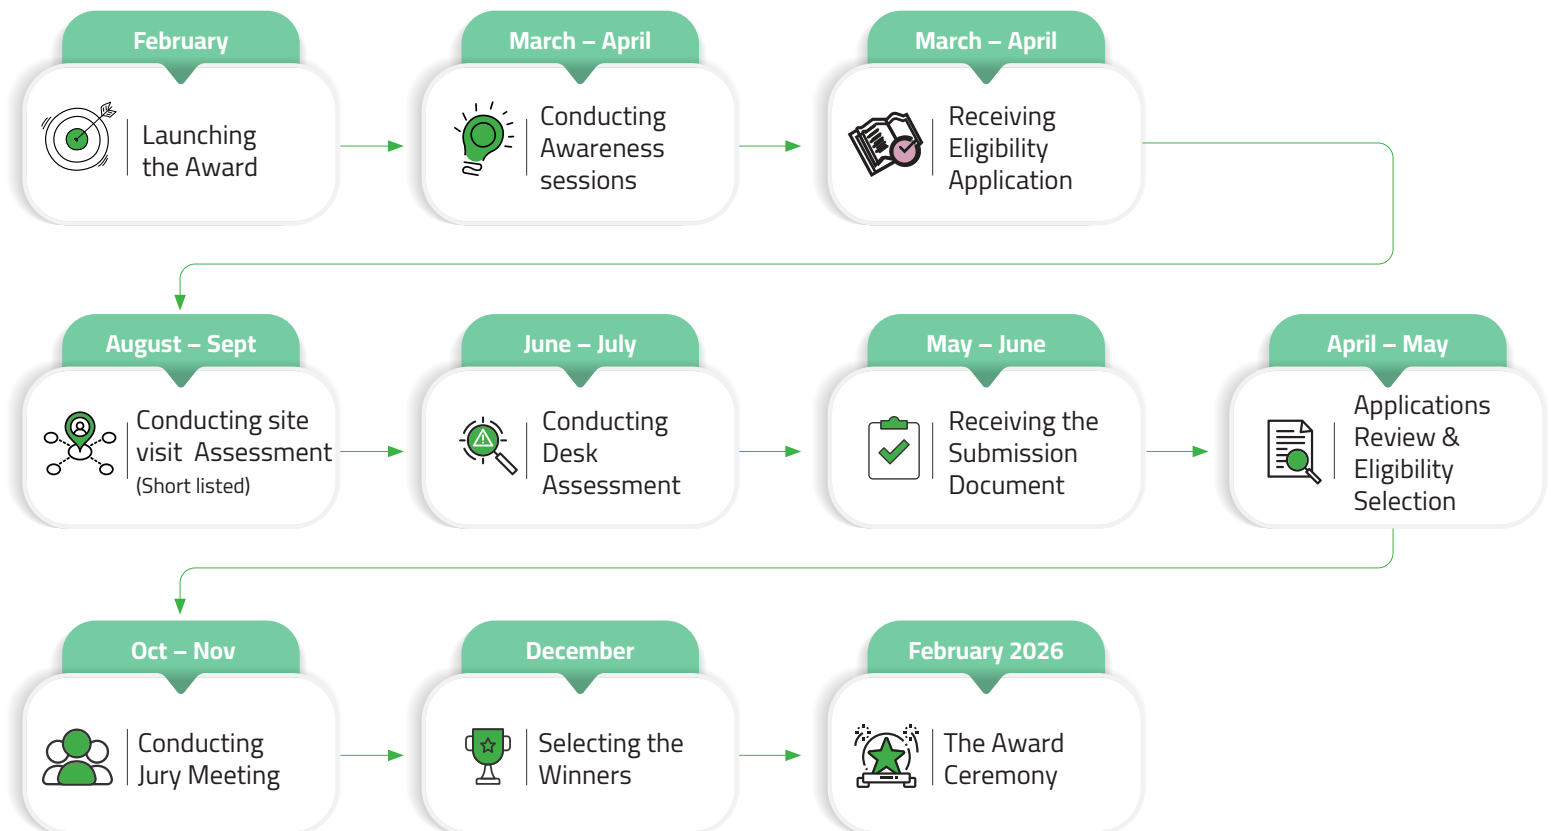 February
Launching
the Award
March – April
Conducting
Awareness
sessions
March – April
Receiving
Eligibility
Application
August – Sept
Conducting site
visit Assessment
(Short listed)
June – July
Conducting
Desk
Assessment
May – June
Receiving the
Submission
Document
April – May
Applications
Review &
Eligibility
Selection
Oct – Nov
Conducting
Jury Meeting
December
Selecting the
Winners
February 2026
The Award
Ceremony